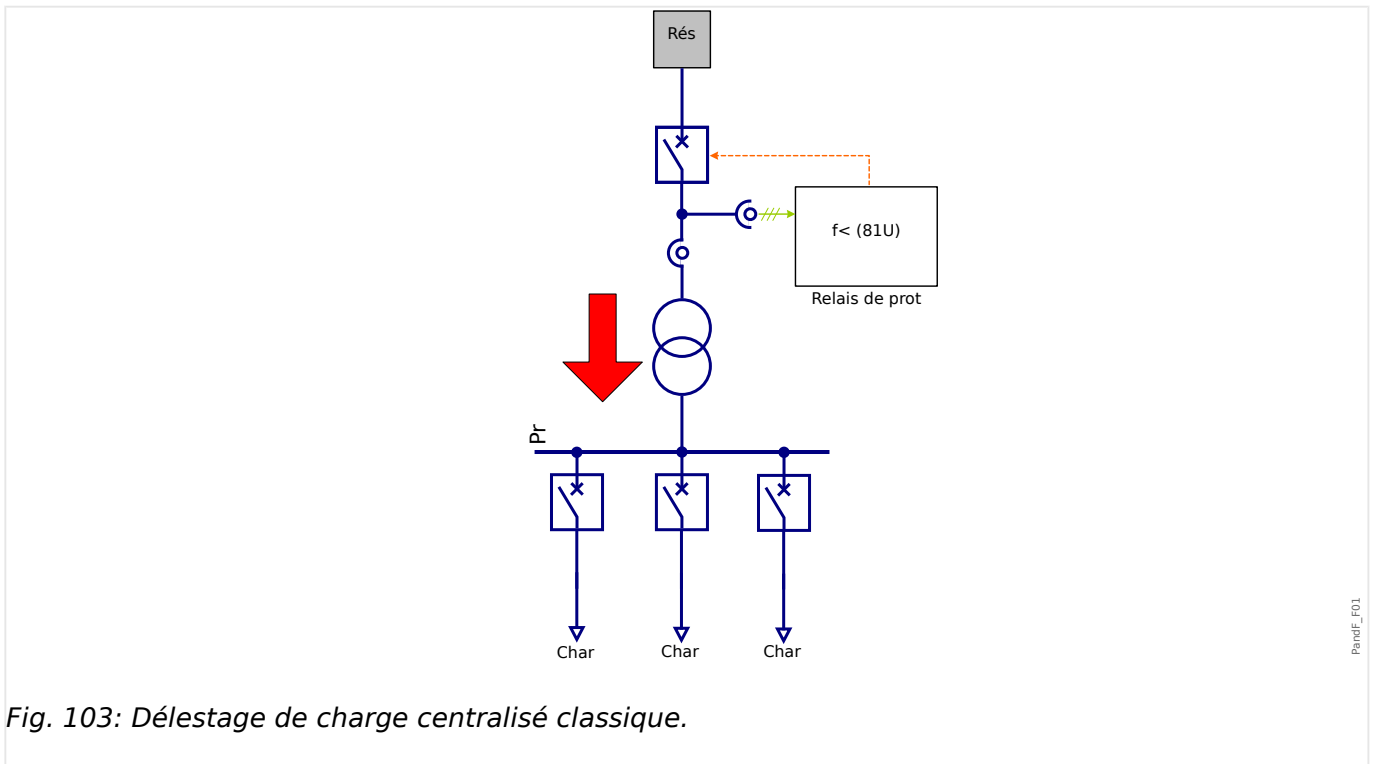 Rés
f< (81U)
Relais de prot
Pr
Char
Char
Char
PandF_F01
Fig. 103: Délestage de charge centralisé classique.